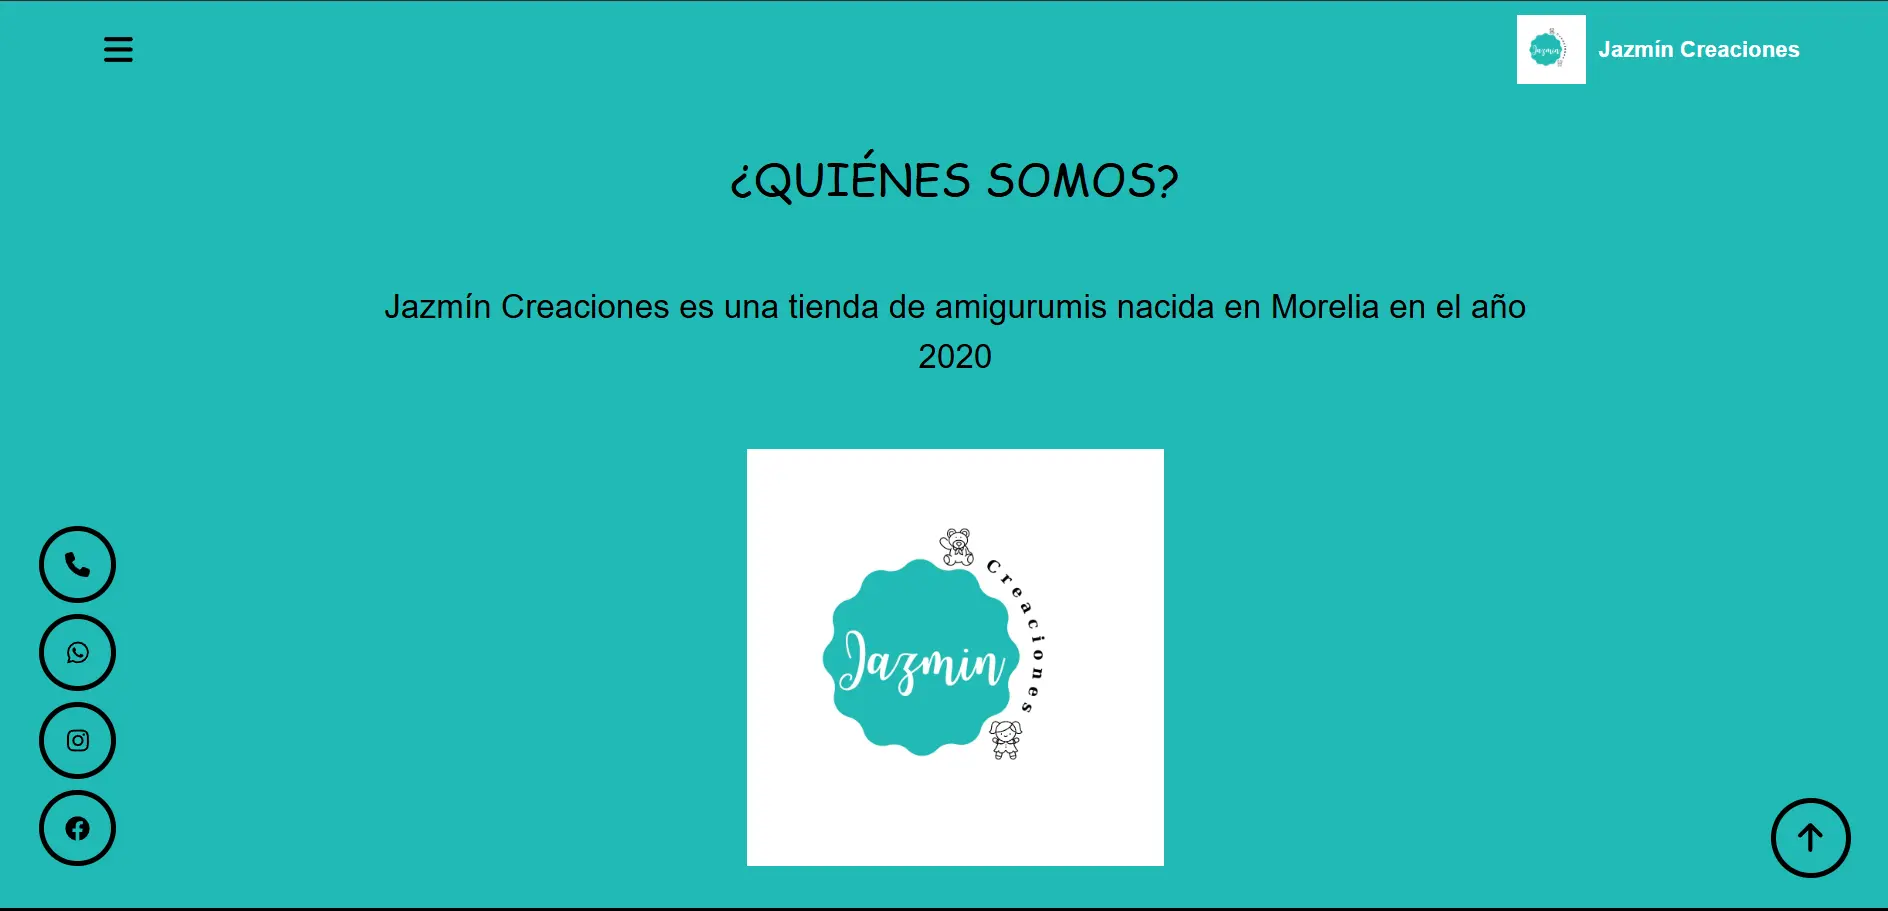 Jazmín Creaciones
¿QUIÉNES SOMOS?
Jazmín Creaciones es una tienda de amigurumis nacida en Morelia en el año
2020
Creaciones
Jazmin